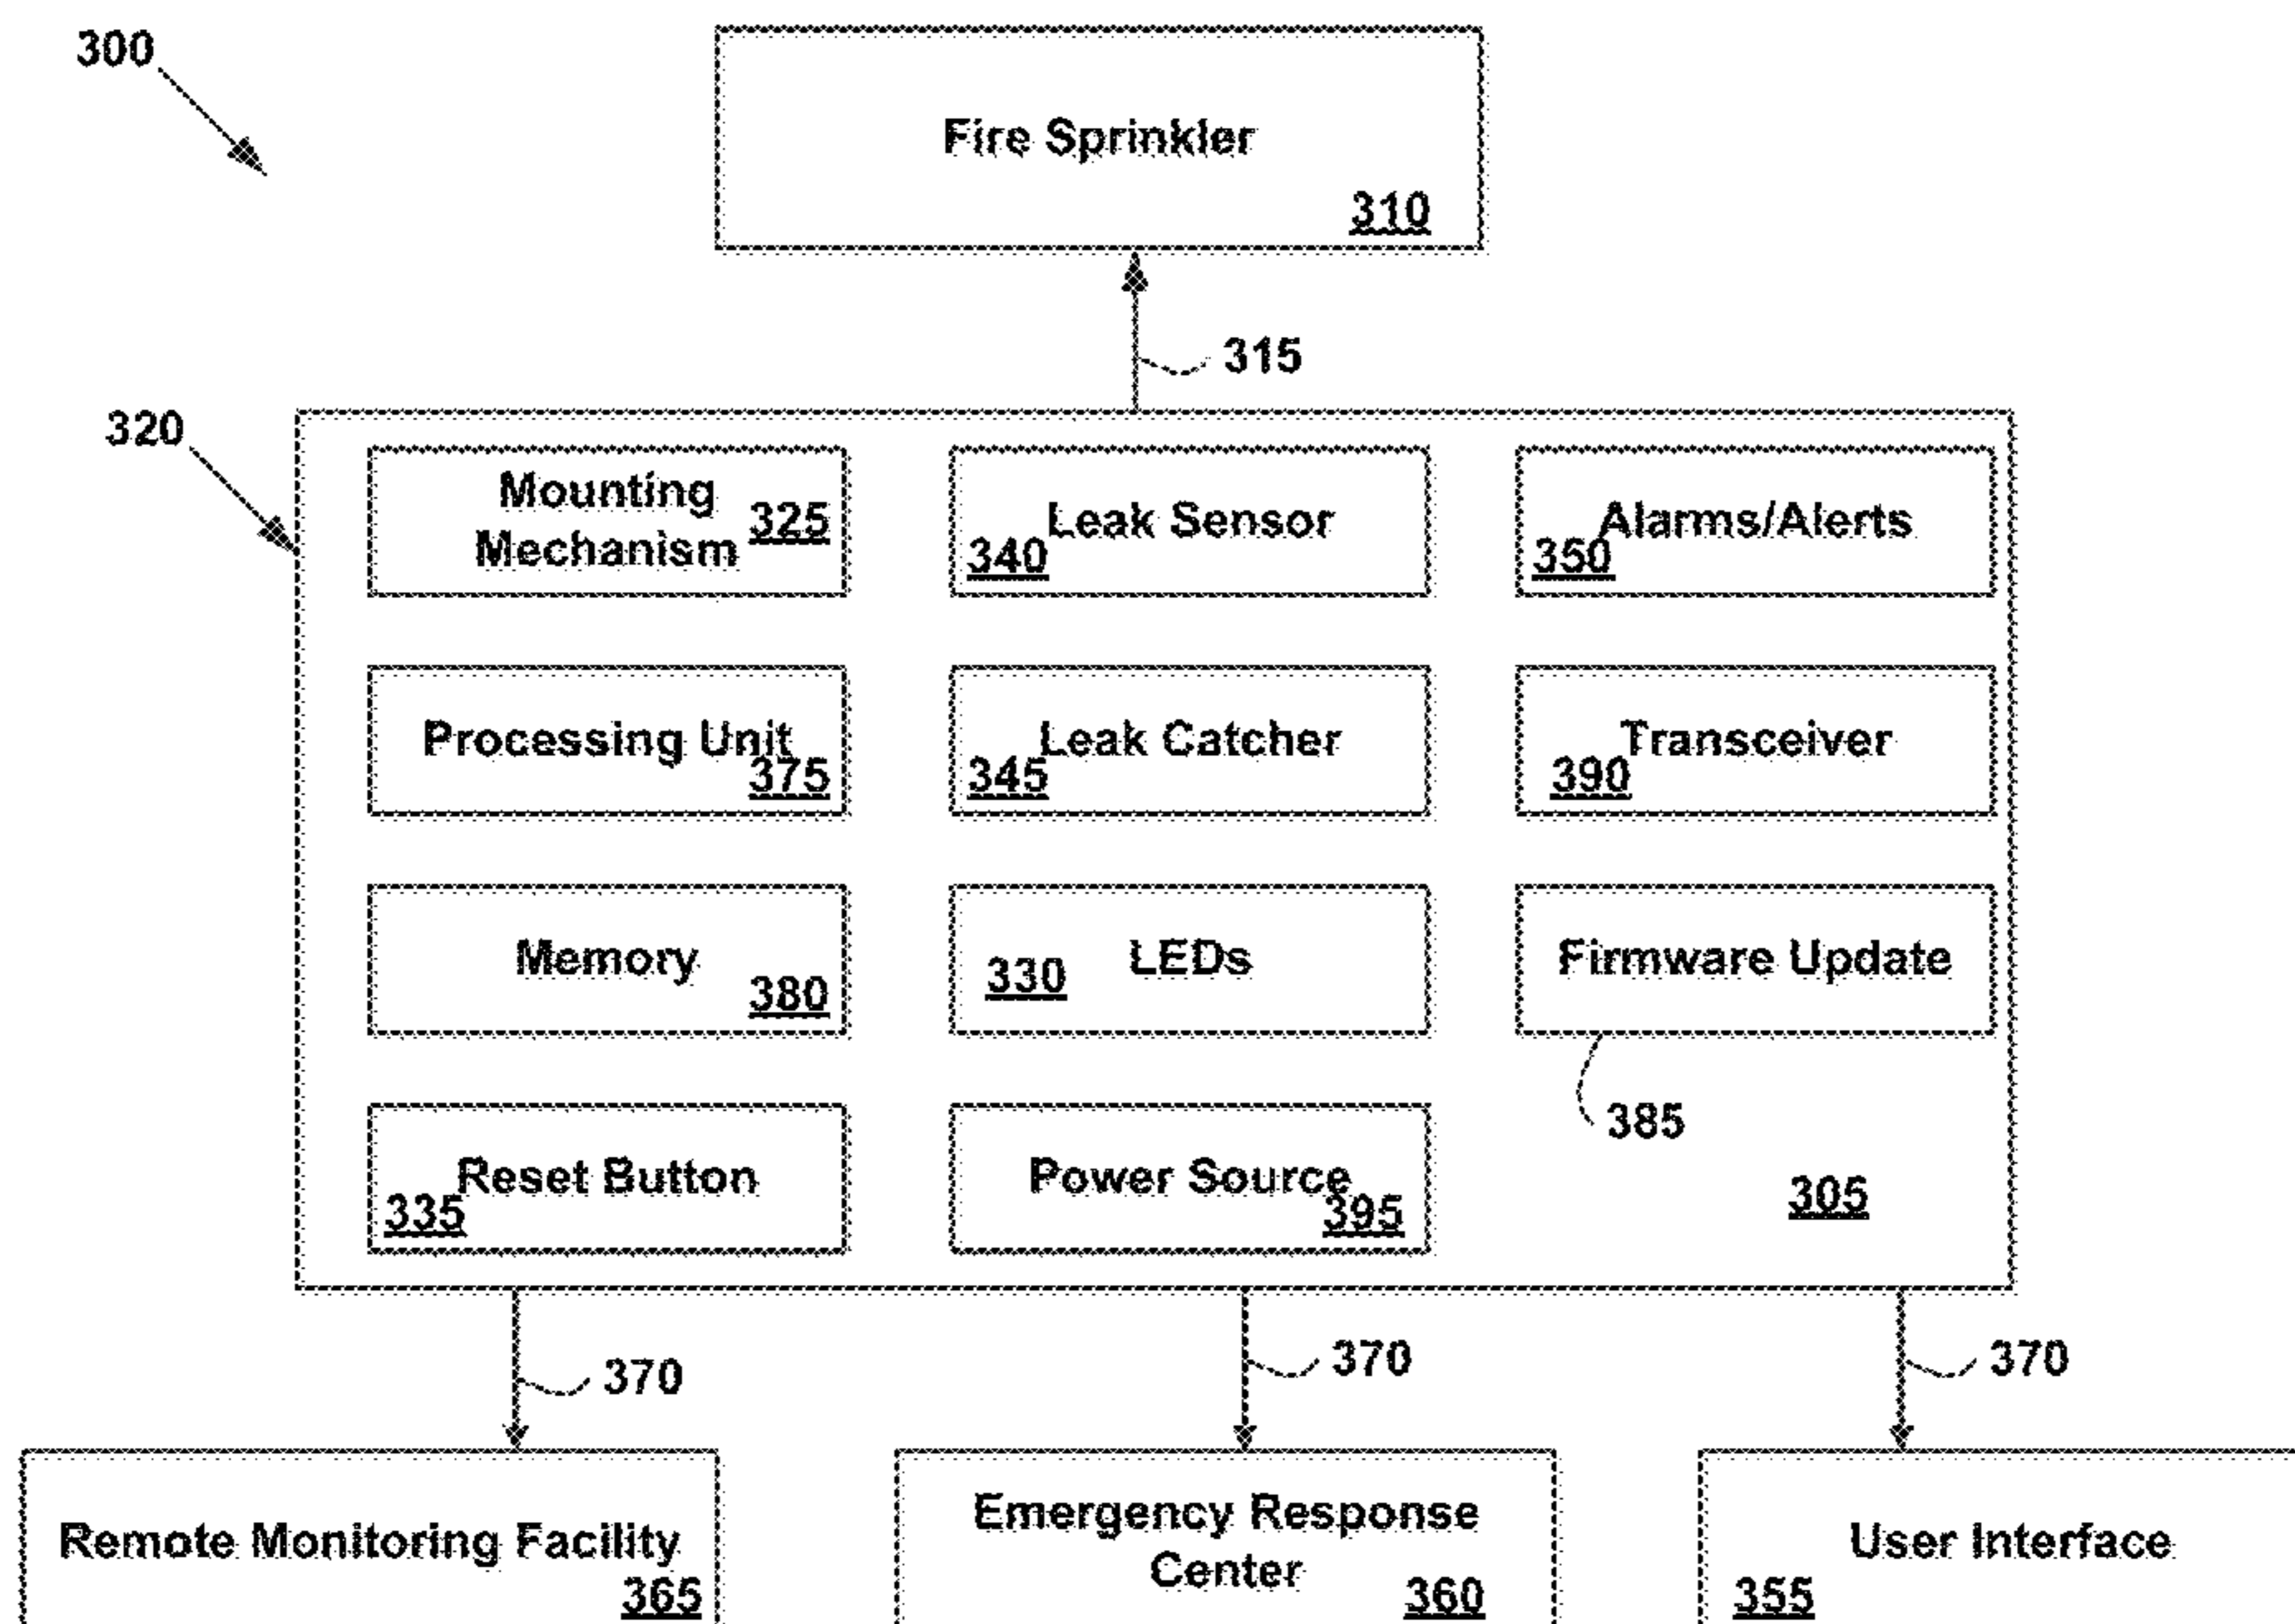 300
Fire Sprinkler
310
315
320
Mounting
Mechanism
325
Leak Sensor
340
Alarms/Alerts
350
Processing Unit
375
Leak Catcher
345
Transceiver
390
Memory
380
330
LEDs
Firmware Update
385
Reset Button
335
Power Source
395
305
370
370
370
Remote Monitoring Facility
365
Emergency Response
Center
360
User Interface
355